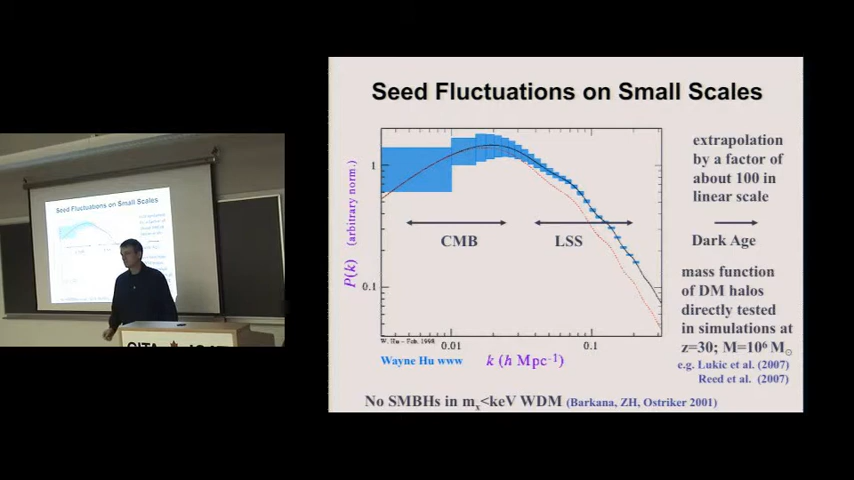 Seed Fluctuations on Small Scales
1
0.1
P(k) (arbitrary norm.)
CMB
LSS
W. Hu – Feb. 1998
0.01
0.1
Wayne Hu www
k (h Mpc-1)
extrapolation
by a factor of
about 100 in
linear scale
Dark Age
mass function
of DM halos
directly tested
in simulations at
z=30; M=10⁶ M☉
e.g. Lukic et al. (2007)
Reed et al. (2007)
No SMBHs in mx<keV WDM (Barkana, ZH, Ostriker 2001)
Seed Fluctuations on Small Scales
CITA